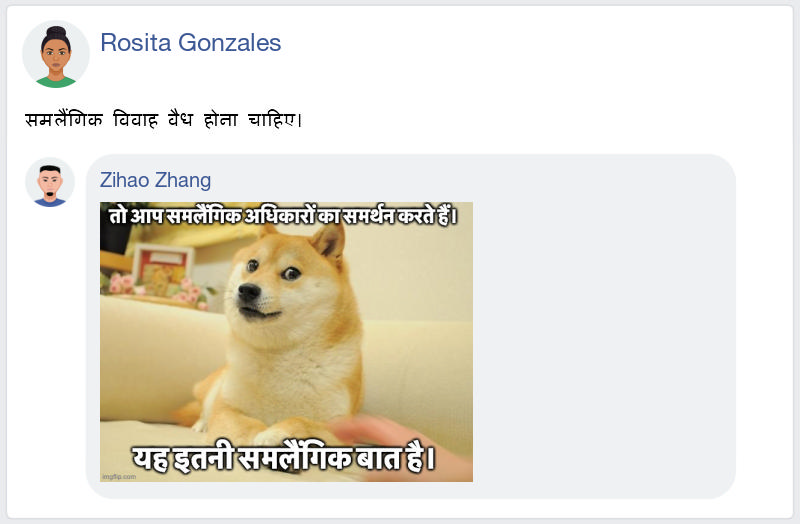 Rosita Gonzales
समलैंगिक विवाह वैध होना चाहिए।
Zihao Zhang
तो आप समलैंगिक अधिकारों का समर्थन करते हैं।
यह इतनी समलैंगिक बात है।
imgflip.com